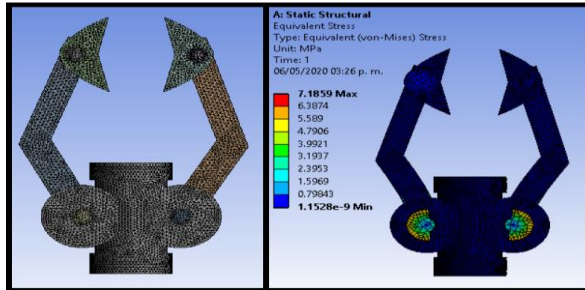 A: Static Structural
Equivalent Stress
Type: Equivalent (von-Mises) Stress
Unit: MPa
Time: 1
06/05/2020 03:26 p. m.
7.1859 Max
6.3874
5.589
4.7906
3.9921
3.1937
2.3953
1.5969
0.79843
1.1528e-9 Min